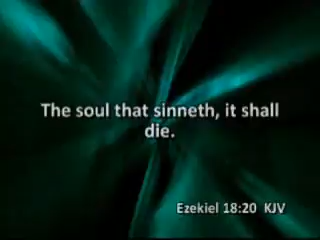 The soul that sinneth, it shall
die.
Ezekiel 18:20 KJV